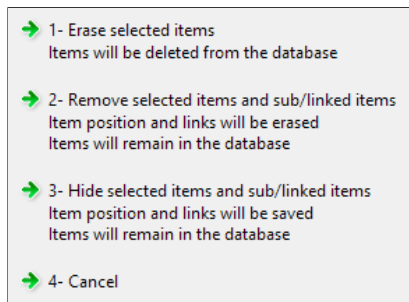 1- Erase selected items
Items will be deleted from the database
2- Remove selected items and sub/linked items
Item position and links will be erased
Items will remain in the database
3- Hide selected items and sub/linked items
Item position and links will be saved
Items will remain in the database
4- Cancel